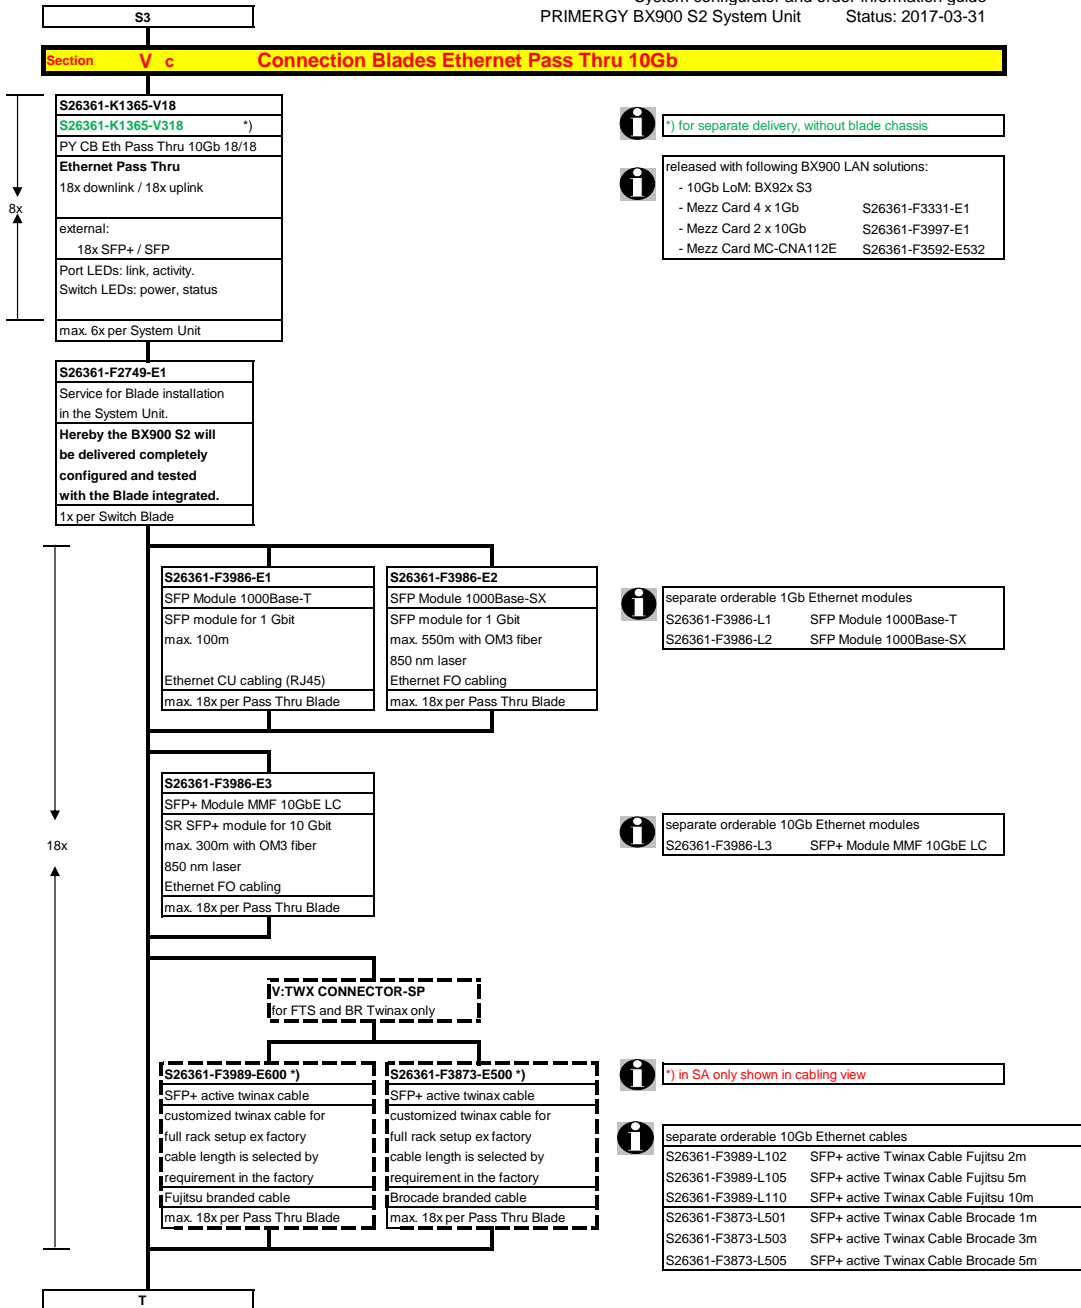 System configurator and order information guide
S3
PRIMERGY BX900 S2 System Unit Status: 2017-03-31
Section V c Connection Blades Ethernet Pass Thru 10Gb
S26361-K1365-V18
S26361-K1365-V318 *)
PY CB Eth Pass Thru 10Gb 18/18
Ethernet Pass Thru
18x downlink / 18x uplink
8x
external:
18x SFP+ / SFP
Port LEDs: link, activity.
Switch LEDs: power, status
max. 6x per System Unit
*) for separate delivery, without blade chassis
released with following BX900 LAN solutions:
- 10Gb LoM: BX92x S3
- Mezz Card 4 x 1Gb S26361-F3331-E1
- Mezz Card 2 x 10Gb S26361-F3997-E1
- Mezz Card MC-CNA112E S26361-F3592-E532
S26361-F2749-E1
Service for Blade installation
in the System Unit.
Hereby the BX900 S2 will
be delivered completely
configured and tested
with the Blade integrated.
1x per Switch Blade
S26361-F3986-E1
SFP Module 1000Base-T
SFP module for 1 Gbit
max. 100m
Ethernet CU cabling (RJ45)
max. 18x per Pass Thru Blade
S26361-F3986-E2
SFP Module 1000Base-SX
SFP module for 1 Gbit
max. 550m with OM3 fiber
850 nm laser
Ethernet FO cabling
max. 18x per Pass Thru Blade
separate orderable 1Gb Ethernet modules
S26361-F3986-L1 SFP Module 1000Base-T
S26361-F3986-L2 SFP Module 1000Base-SX
S26361-F3986-E3
SFP+ Module MMF 10GbE LC
SR SFP+ module for 10 Gbit
max. 300m with OM3 fiber
850 nm laser
Ethernet FO cabling
max. 18x per Pass Thru Blade
18x
separate orderable 10Gb Ethernet modules
S26361-F3986-L3 SFP+ Module MMF 10GbE LC
V:TWX CONNECTOR-SP
for FTS and BR Twinax only
S26361-F3989-E600 *)
SFP+ active twinax cable
customized twinax cable for
full rack setup ex factory
cable length is selected by
requirement in the factory
Fujitsu branded cable
max. 18x per Pass Thru Blade
S26361-F3873-E500 *)
SFP+ active twinax cable
customized twinax cable for
full rack setup ex factory
cable length is selected by
requirement in the factory
Brocade branded cable
max. 18x per Pass Thru Blade
*) in SA only shown in cabling view
separate orderable 10Gb Ethernet cables
S26361-F3989-L102 SFP+ active Twinax Cable Fujitsu 2m
S26361-F3989-L105 SFP+ active Twinax Cable Fujitsu 5m
S26361-F3989-L110 SFP+ active Twinax Cable Fujitsu 10m
S26361-F3873-L501 SFP+ active Twinax Cable Brocade 1m
S26361-F3873-L503 SFP+ active Twinax Cable Brocade 3m
S26361-F3873-L505 SFP+ active Twinax Cable Brocade 5m
T